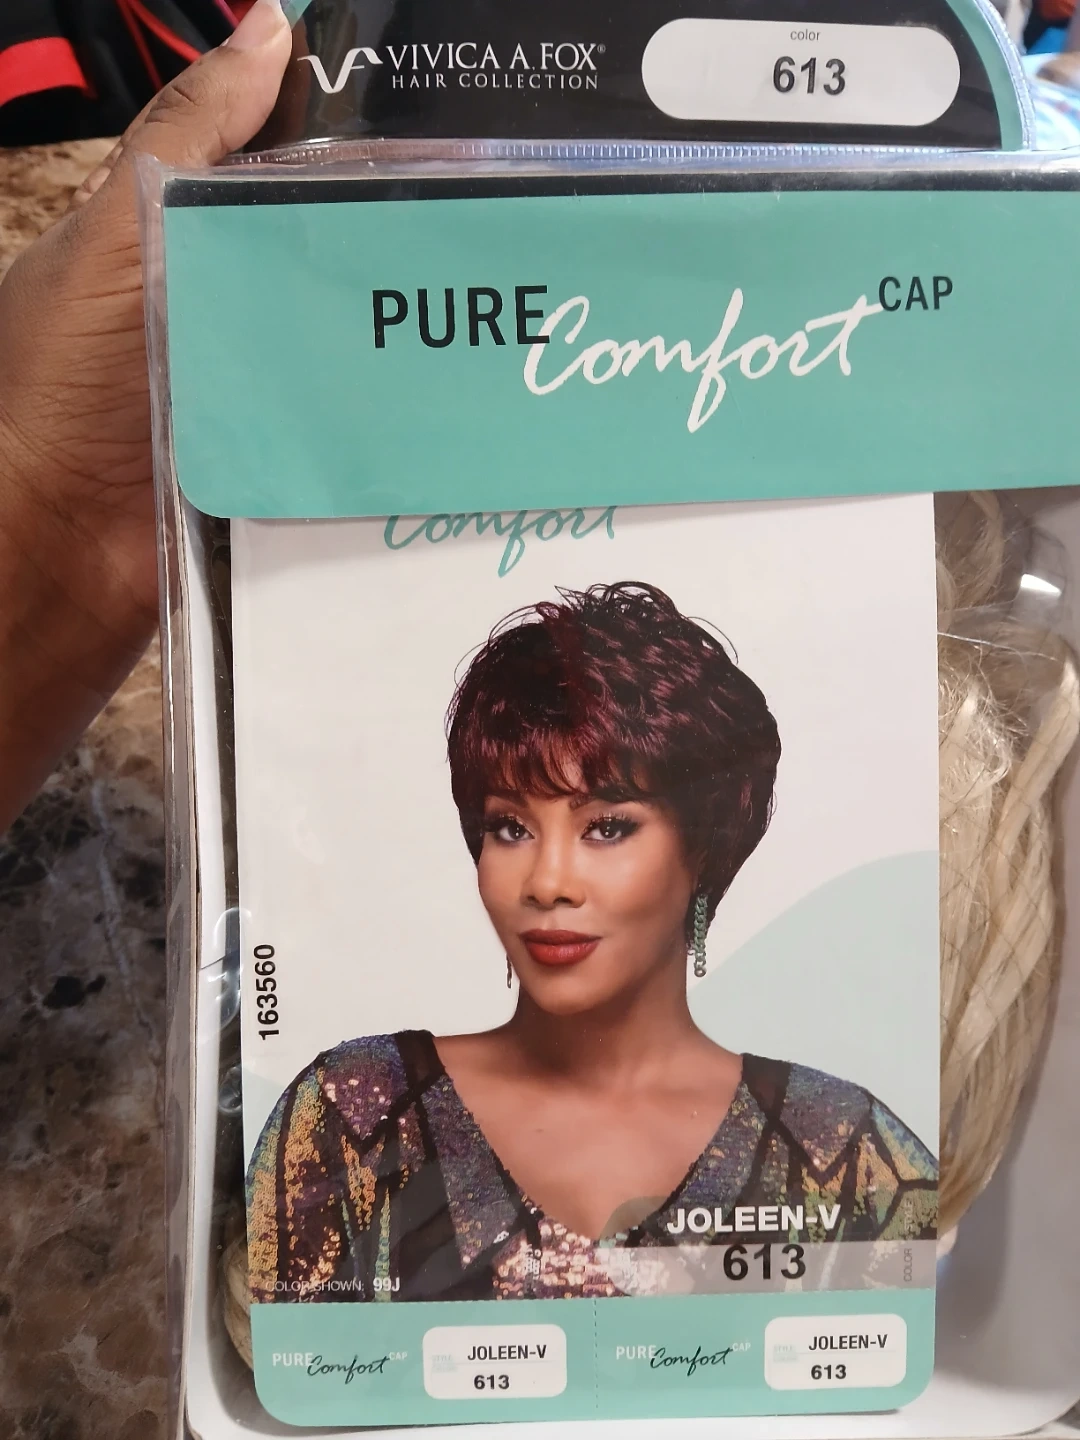 VIVICA A. FOX®
HAIR COLLECTION
color
613
PURE Comfort CAP
Comfort
163560
JOLEEN-V
613
COLOR SHOWN: 99J
COLOR
PURE Comfort CAP
JOLEEN-V
613
PURE Comfort CAP
JOLEEN-V
613